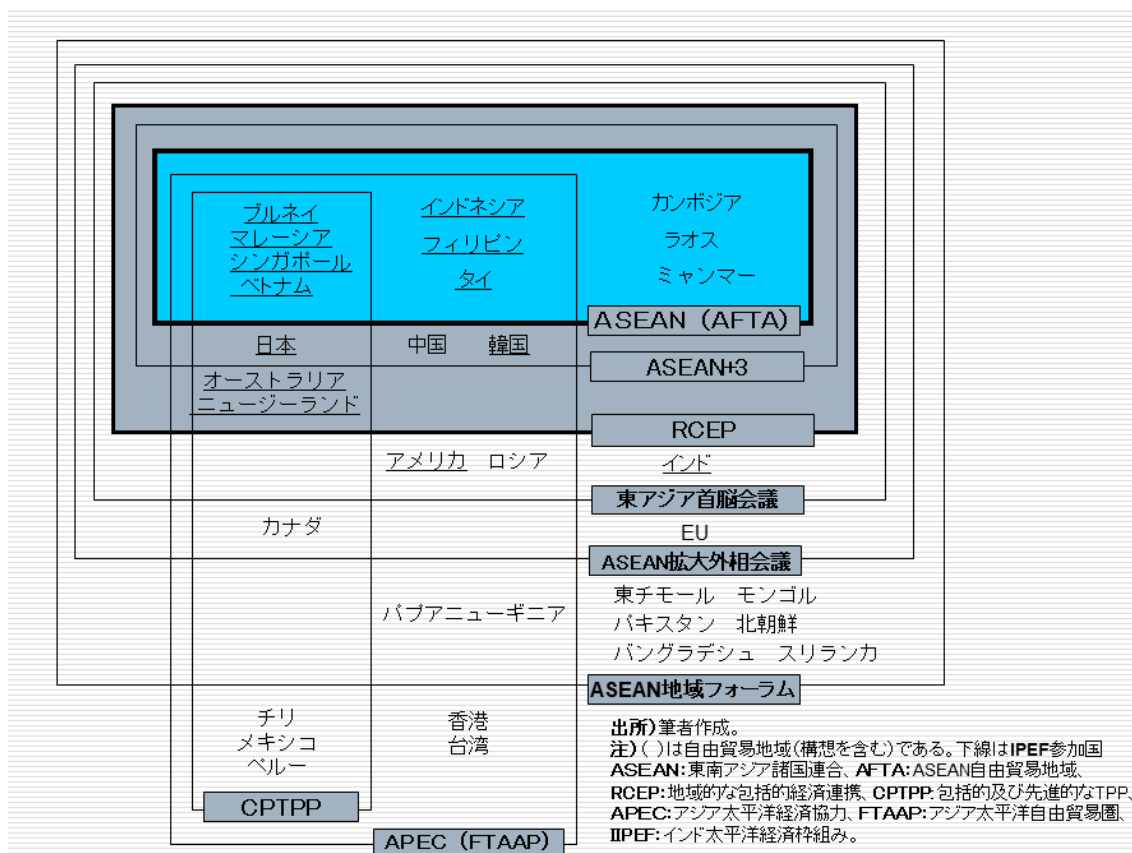 ブルネイ インドネシア カンボジア
マレーシア フィリピン ラオス
シンガポール タイ ミャンマー
ベトナム
ASEAN（AFTA）
日本 中国 韓国
ASEAN+3
オーストラリア
ニュージーランド
RCEP
アメリカ ロシア インド
東アジア首脳会議
カナダ EU
ASEAN拡大外相会議
東チモール モンゴル
パプアニューギニア パキスタン 北朝鮮
バングラデシュ スリランカ
ASEAN地域フォーラム
チリ 香港
メキシコ 台湾
ペルー
CPTPP
APEC（FTAAP）
出所）筆者作成。
注）( )は自由貿易地域(構想を含む)である。下線はIPEF参加国
ASEAN:東南アジア諸国連合、AFTA:ASEAN自由貿易地域、
RCEP:地域的な包括的経済連携、CPTPP:包括的及び先進的なTPP、
APEC:アジア太平洋経済協力、FTAAP:アジア太平洋自由貿易圏、
IIPEF:インド太平洋経済枠組み。